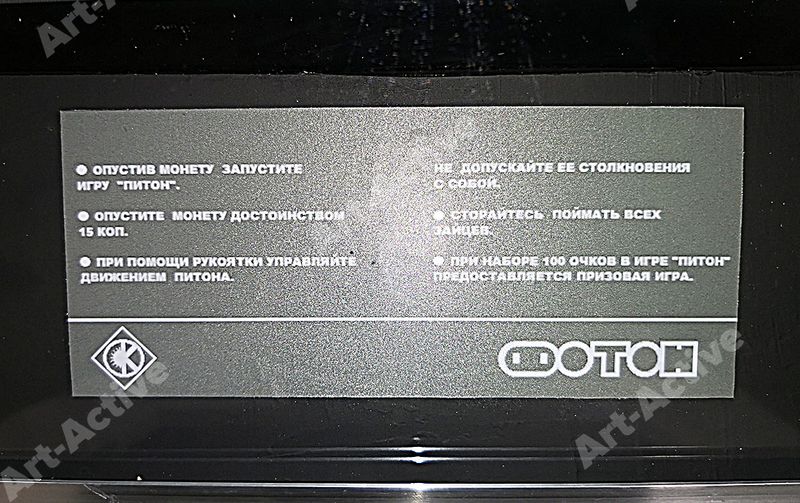 ● ОПУСТИВ МОНЕТУ ЗАПУСТИТЕ
ИГРУ "ПИТОН".
● ОПУСТИТЕ МОНЕТУ ДОСТОИНСТВОМ
15 КОП.
● ПРИ ПОМОЩИ РУКОЯТКИ УПРАВЛЯЙТЕ
ДВИЖЕНИЕМ ПИТОНА.
НЕ ДОПУСКАЙТЕ ЕЕ СТОЛКНОВЕНИЯ
С СОБОЙ.
● СТОРАЙТЕСЬ ПОЙМАТЬ ВСЕХ
ЗАЙЦЕВ.
● ПРИ НАБОРЕ 100 ОЧКОВ В ИГРЕ "ПИТОН"
ПРЕДОСТАВЛЯЕТСЯ ПРИЗОВАЯ ИГРА.
ФОТОН
Art-Active
Art-Active
Art-Active
Art-Active